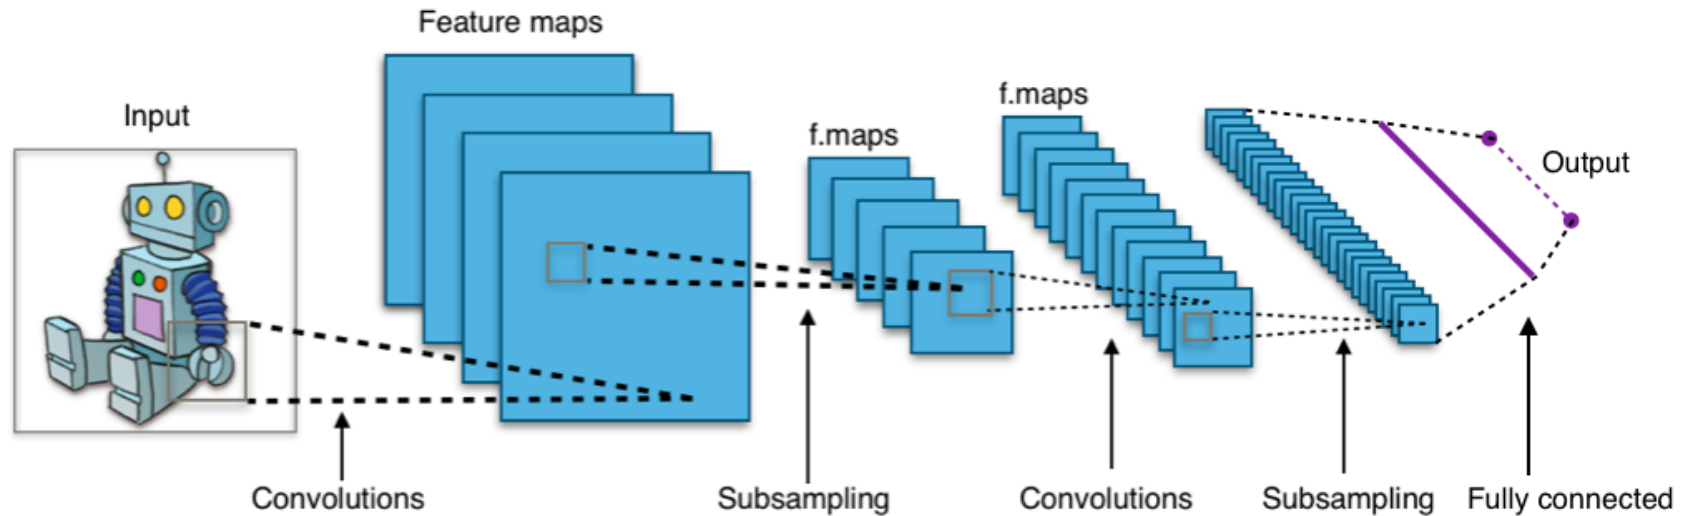 Feature maps
Input
f.maps
f.maps
Output
Convolutions
Subsampling
Convolutions
Subsampling
Fully connected